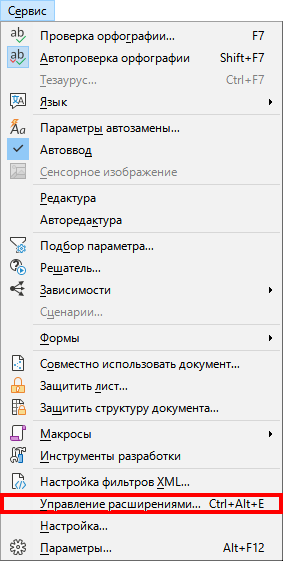 Сервис
Проверка орфографии... F7
Автопроверка орфографии Shift+F7
Тезаурус... Ctrl+F7
Язык
Параметры автозамены...
Автоввод
Сенсорное изображение
Редактура
Авторедактура
Подбор параметра...
Решатель...
Зависимости
Сценарии...
Формы
Совместно использовать документ...
Защитить лист...
Защитить структуру документа...
Макросы
Инструменты разработки
Настройка фильтров XML...
Управление расширениями... Ctrl+Alt+E
Настройка...
Параметры... Alt+F12